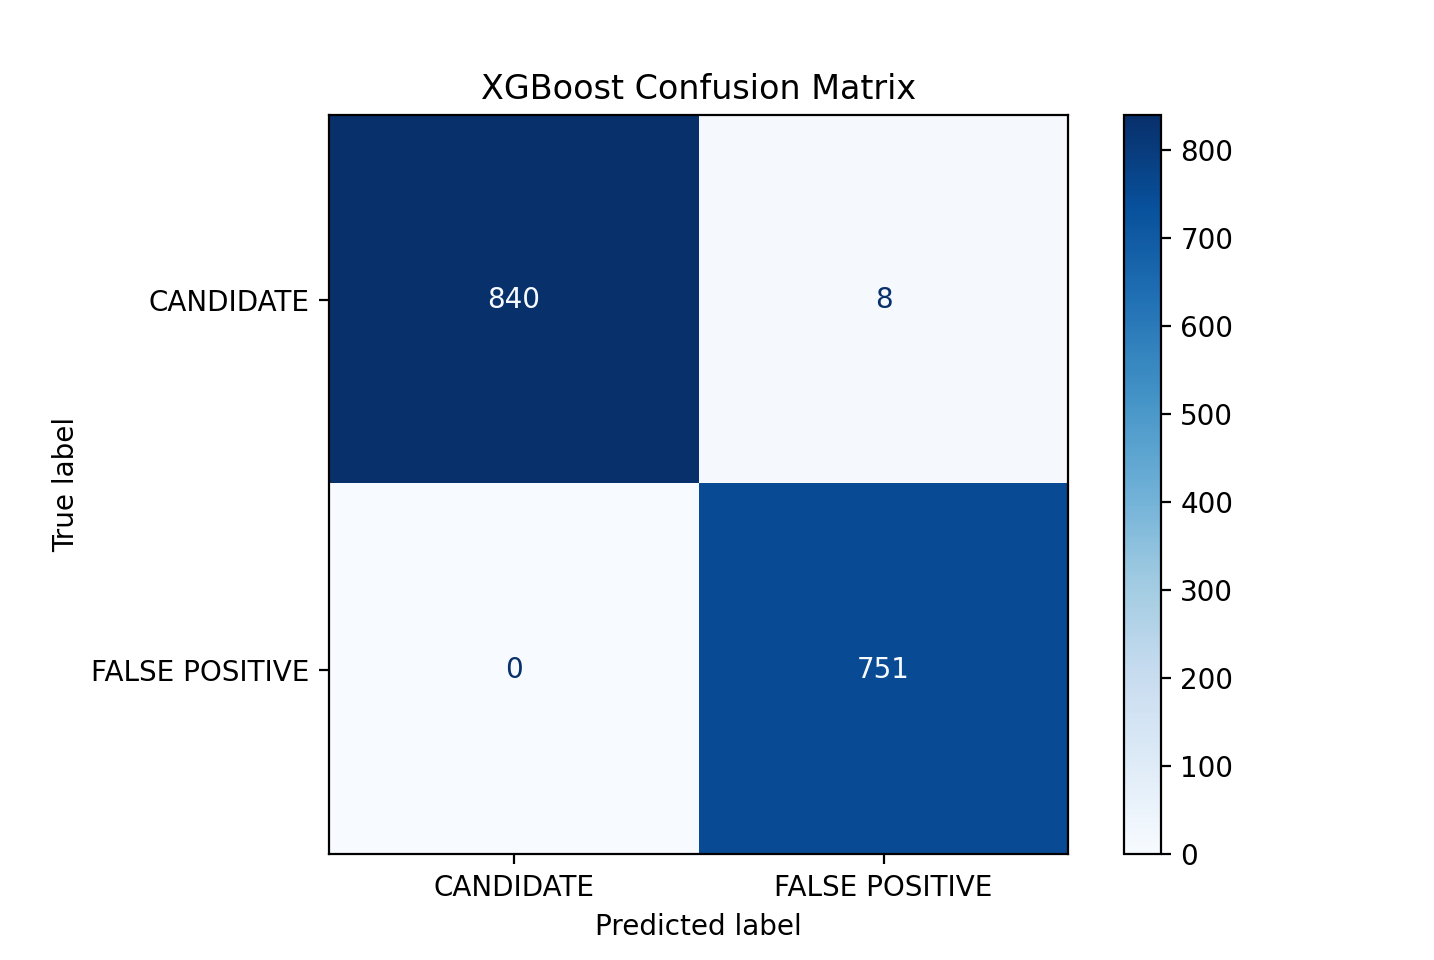 XGBoost Confusion Matrix
CANDIDATE
FALSE POSITIVE
True label
840
8
0
751
CANDIDATE
FALSE POSITIVE
Predicted label
800
700
600
500
400
300
200
100
0